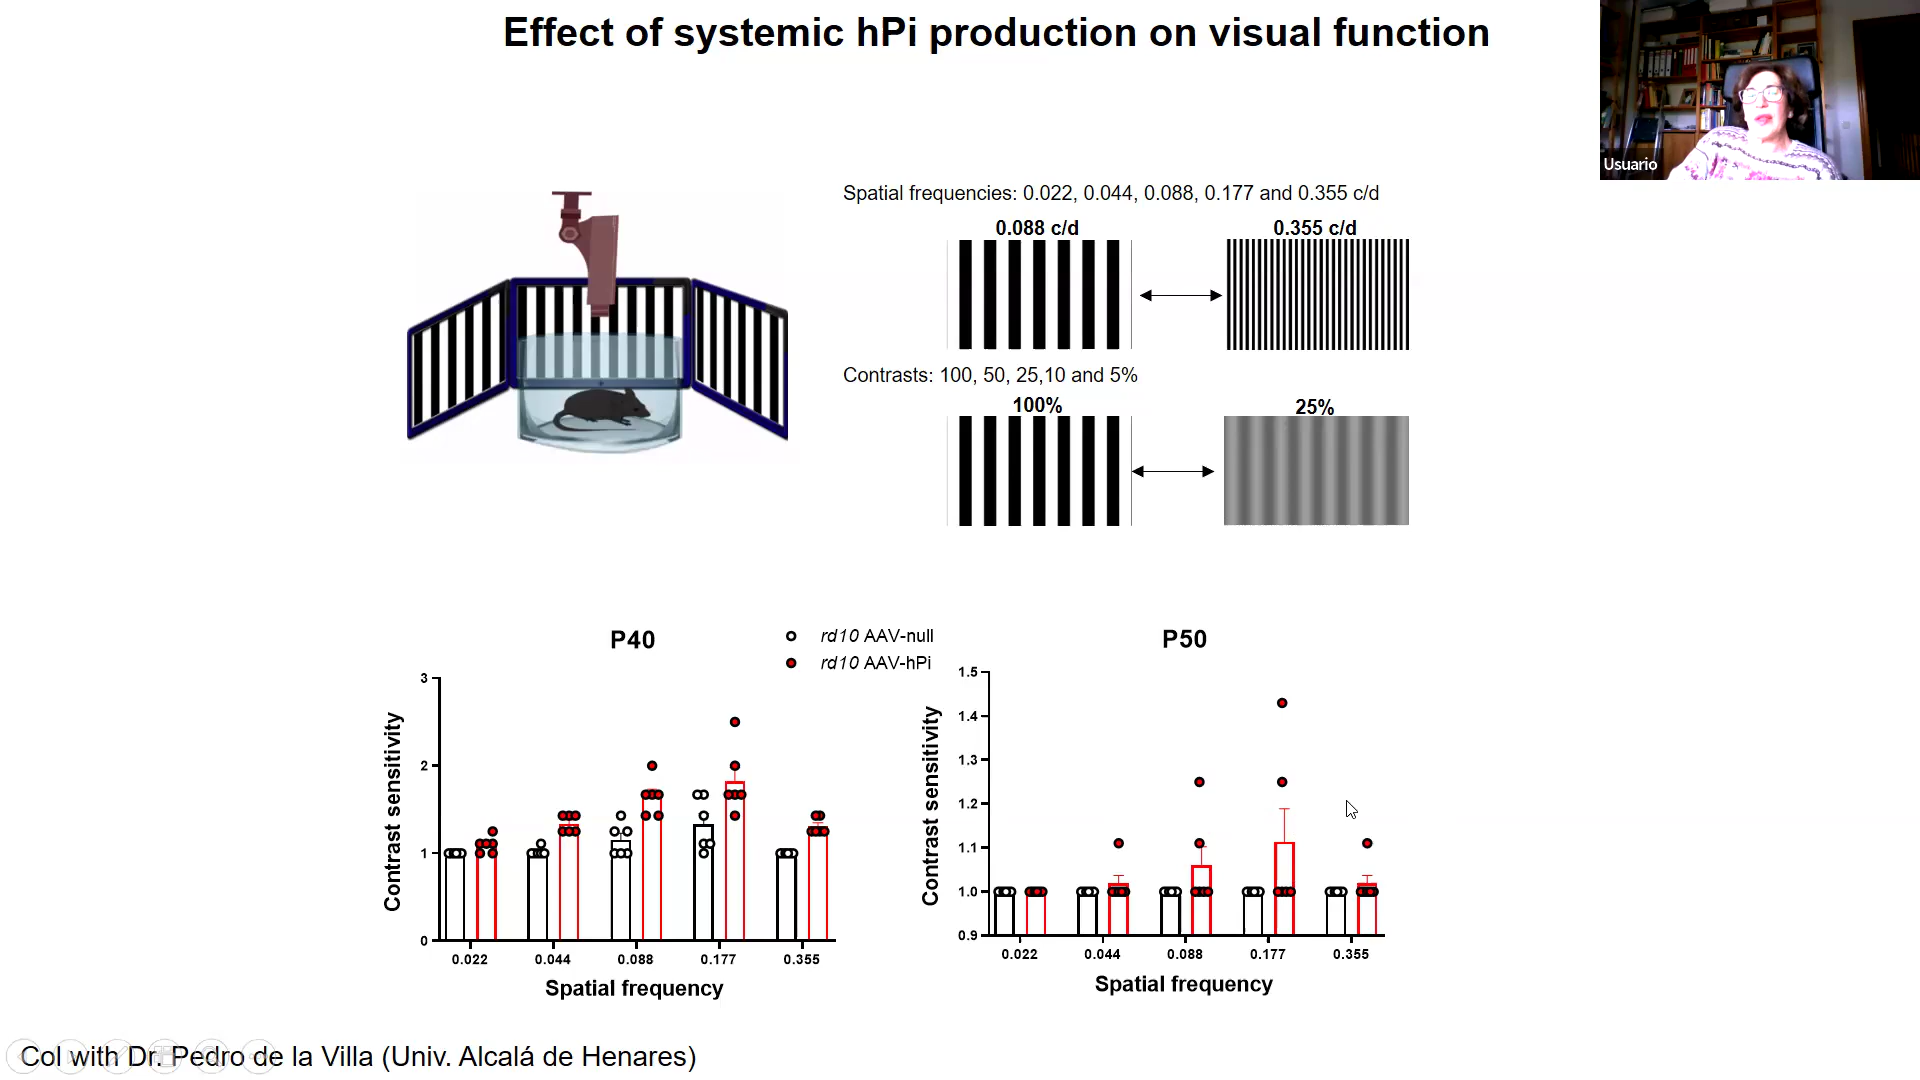 Effect of systemic hPi production on visual function
Usuario
Spatial frequencies: 0.022, 0.044, 0.088, 0.177 and 0.355 c/d
0.088 c/d
0.355 c/d
Contrasts: 100, 50, 25,10 and 5%
100%
25%
P40
rd10 AAV-null
rd10 AAV-hPi
Contrast sensitivity
3
2
1
0
0.022
0.044
0.088
0.177
0.355
Spatial frequency
P50
Contrast sensitivity
1.5
1.4
1.3
1.2
1.1
1.0
0.9
0.022
0.044
0.088
0.177
0.355
Spatial frequency
Col with Dr. Pedro de la Villa (Univ. Alcalá de Henares)